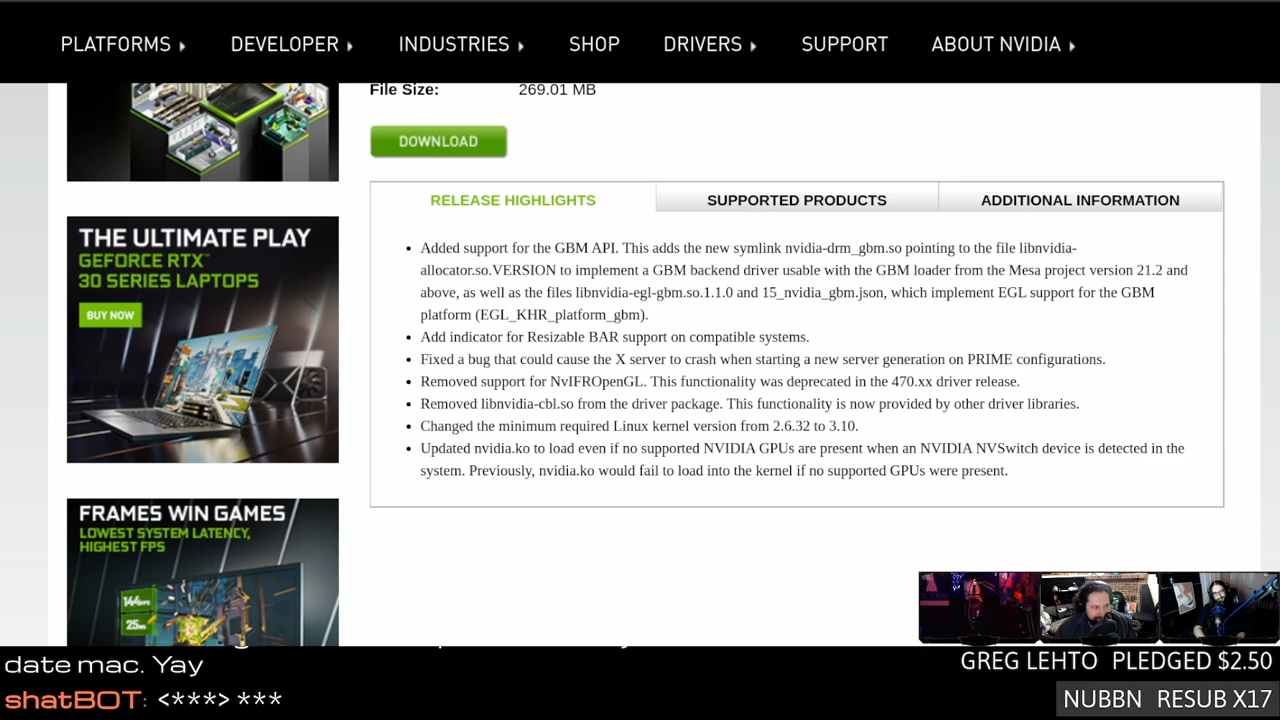 PLATFORMS DEVELOPER INDUSTRIES SHOP DRIVERS SUPPORT ABOUT NVIDIA
File Size: 269.01 MB
DOWNLOAD
RELEASE HIGHLIGHTS SUPPORTED PRODUCTS ADDITIONAL INFORMATION
THE ULTIMATE PLAY
GEFORCE RTX™
30 SERIES LAPTOPS
BUY NOW
Added support for the GBM API. This adds the new symlink nvidia-drm_gbm.so pointing to the file libnvidia-
allocator.so.VERSION to implement a GBM backend driver usable with the GBM loader from the Mesa project version 21.2 and
above, as well as the files libnvidia-egl-gbm.so.1.1.0 and 15_nvidia_gbm.json, which implement EGL support for the GBM
platform (EGL_KHR_platform_gbm).
Add indicator for Resizable BAR support on compatible systems.
Fixed a bug that could cause the X server to crash when starting a new server generation on PRIME configurations.
Removed support for NvIFROpenGL. This functionality was deprecated in the 470.xx driver release.
Removed libnvidia-cbl.so from the driver package. This functionality is now provided by other driver libraries.
Changed the minimum required Linux kernel version from 2.6.32 to 3.10.
Updated nvidia.ko to load even if no supported NVIDIA GPUs are present when an NVIDIA NVSwitch device is detected in the
system. Previously, nvidia.ko would fail to load into the kernel if no supported GPUs were present.
FRAMES WIN GAMES
LOWEST SYSTEM LATENCY,
HIGHEST FPS
144FPS
25ms
date mac. Yay
shatBOT: <***> ***
GREG LEHTO PLEDGED $2.50
NUBBN RESUB X17